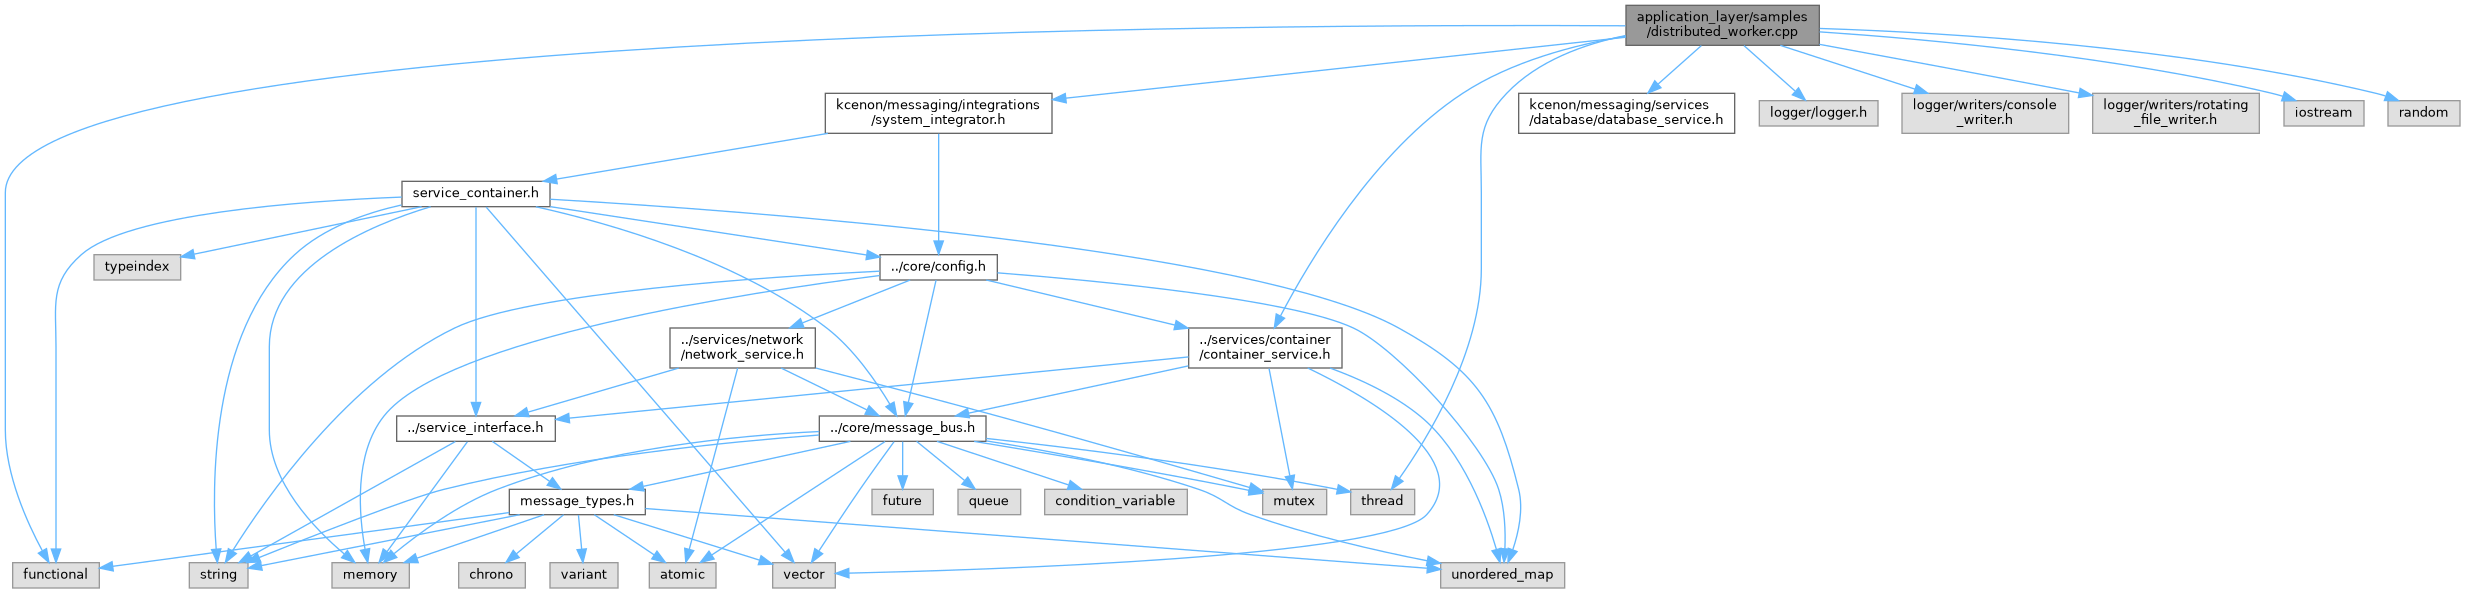 application_layer/samples
/distributed_worker.cpp
kcenon/messaging/integrations
/system_integrator.h
kcenon/messaging/services
/database/database_service.h
logger/logger.h
logger/writers/console
_writer.h
logger/writers/rotating
_file_writer.h
iostream
random
service_container.h
typeindex
../core/config.h
../services/network
/network_service.h
../services/container
/container_service.h
../service_interface.h
../core/message_bus.h
message_types.h
future
queue
condition_variable
mutex
thread
functional
string
memory
chrono
variant
atomic
vector
unordered_map